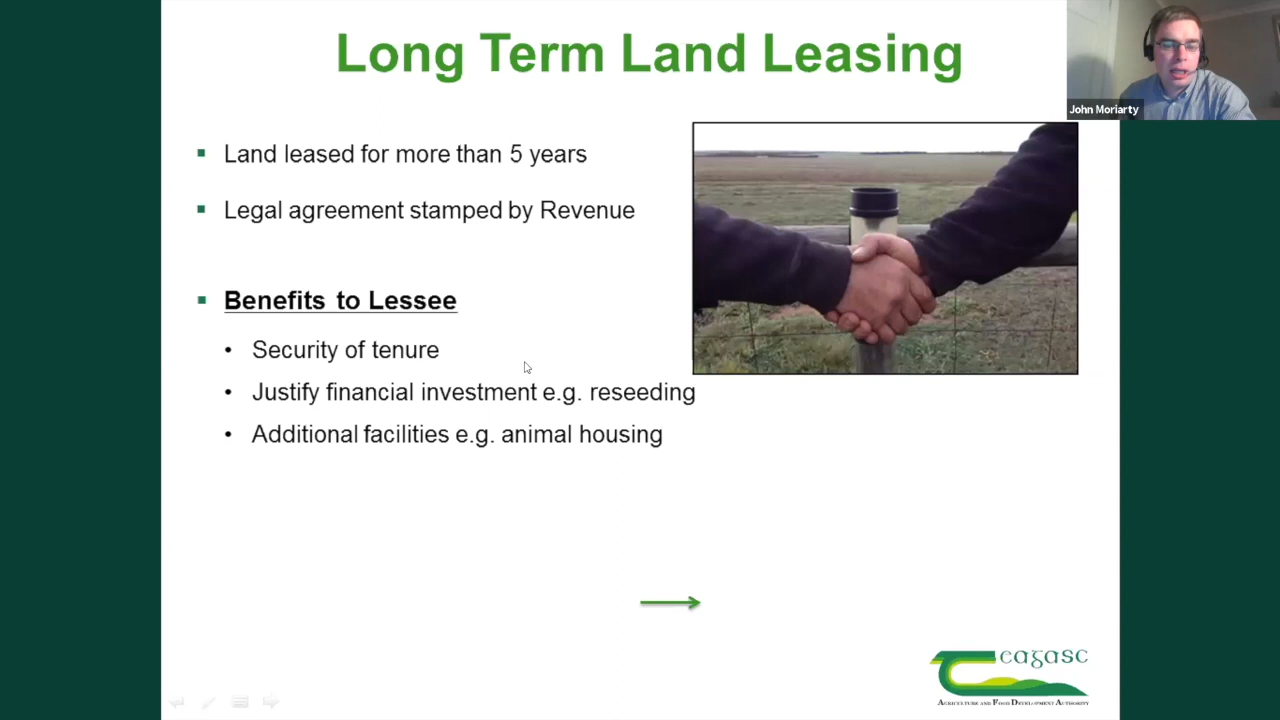 Long Term Land Leasing
John Moriarty
Land leased for more than 5 years
Legal agreement stamped by Revenue
Benefits to Lessee
Security of tenure
Justify financial investment e.g. reseeding
Additional facilities e.g. animal housing
eagasc
AGRICULTURE AND FOOD DEVELOPMENT AUTHORITY